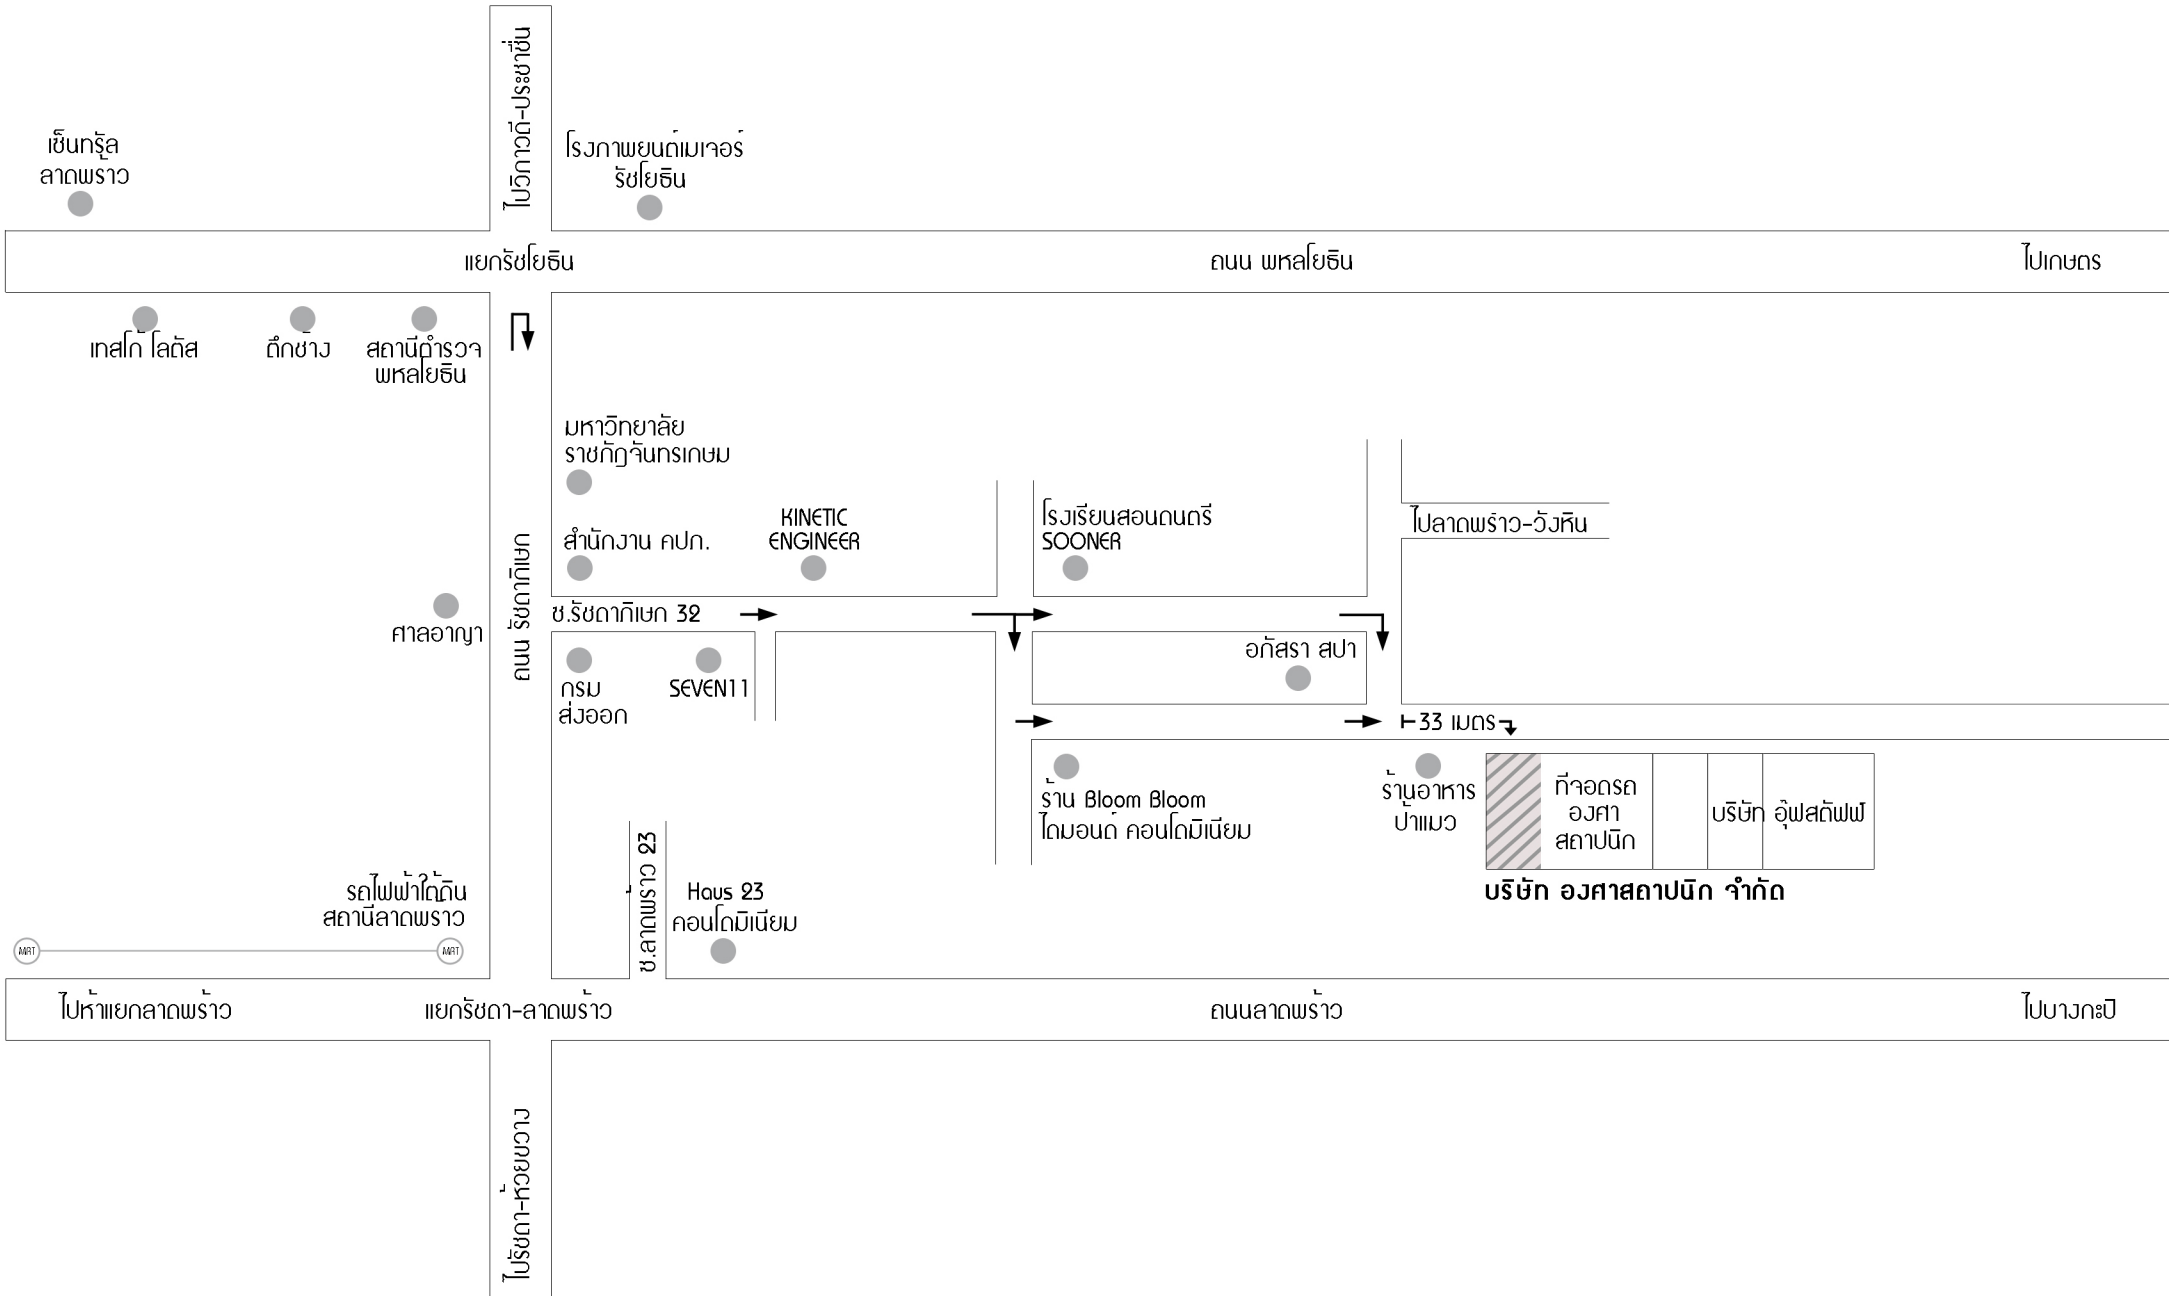 ไปวิภาวดี-ประชาชื่น
เซ็นทรัล
ลาดพร้าว
โรงภาพยนต์เมเจอร์
รัชโยธิน
แยกรัชโยธิน
ถนน พหลโยธิน
ไปเกษตร
เทสโก้ โลตัส
ตึกช้าง
สถานีตำรวจ
พหลโยธิน
มหาวิทยาลัย
ราชภัฎจันทรเกษม
สำนักงาน คปภ.
KINETIC
ENGINEER
โรงเรียนสอนดนตรี
SOONER
ไปลาดพร้าว-วังหิน
ถนน รัชดาภิเษก
ซ.รัชดาภิเษก 32
ศาลอาญา
กรม
ส่งออก
SEVEN11
อภัสรา สปา
33 เมตร
ร้าน Bloom Bloom
ไดมอนด์ คอนโดมิเนียม
ร้านอาหาร
ป้าแมว
ที่จอดรถ
องศา
สถาปนิก
บริษัท อุ๊ฟสตัฟฟ์
บริษัท องศาสถาปนิก จำกัด
รถไฟฟ้าใต้ดิน
สถานีลาดพร้าว
MRT
MRT
ซ.ลาดพร้าว 23
Haus 23
คอนโดมิเนียม
ไปห้าแยกลาดพร้าว
แยกรัชดา-ลาดพร้าว
ถนนลาดพร้าว
ไปบางกะปิ
ไปรัชดา-ห้วยขวาง